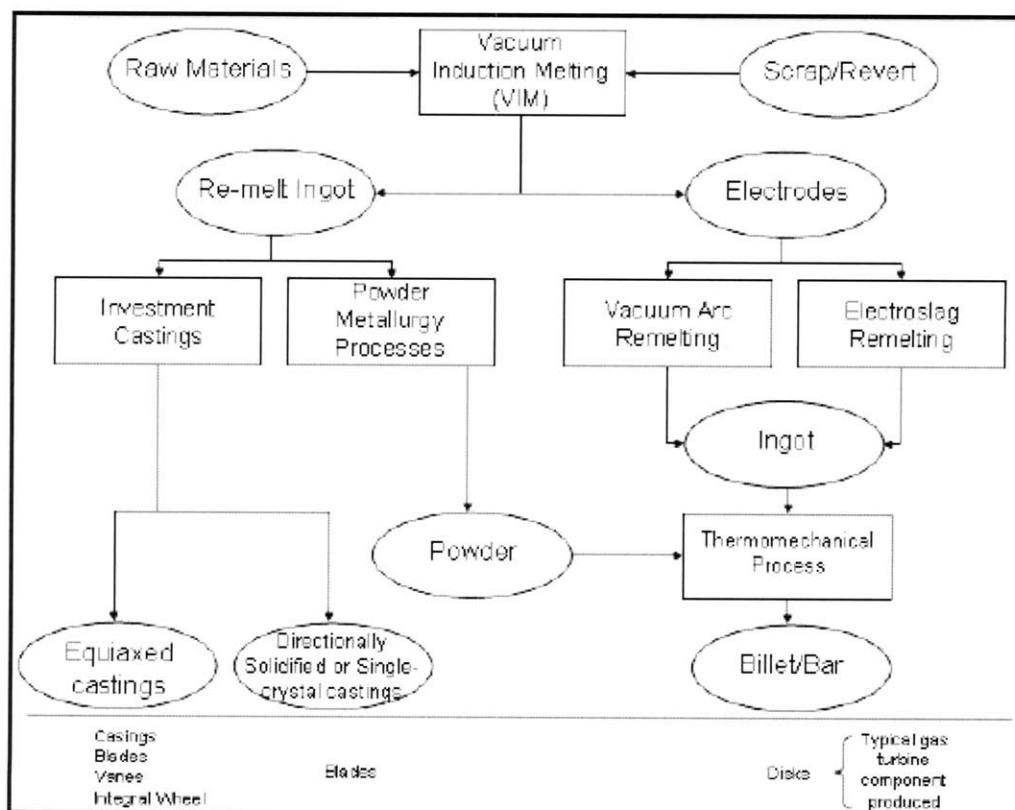 Raw Materials
Vacuum
Induction Melting
(VIM)
Scrap/Revert
Re-melt Ingot
Electrodes
Investment
Castings
Powder
Metallurgy
Processes
Vacuum Arc
Remelting
Electroslag
Remelting
Ingot
Powder
Thermomechanical
Process
Equiaxed
castings
Directionally
Solidified or Single-
crystal castings
Billet/Bar
Casings
Blades
Vanes
Integral Wheel
Blades
Disks
Typical gas
turbine
component
produced